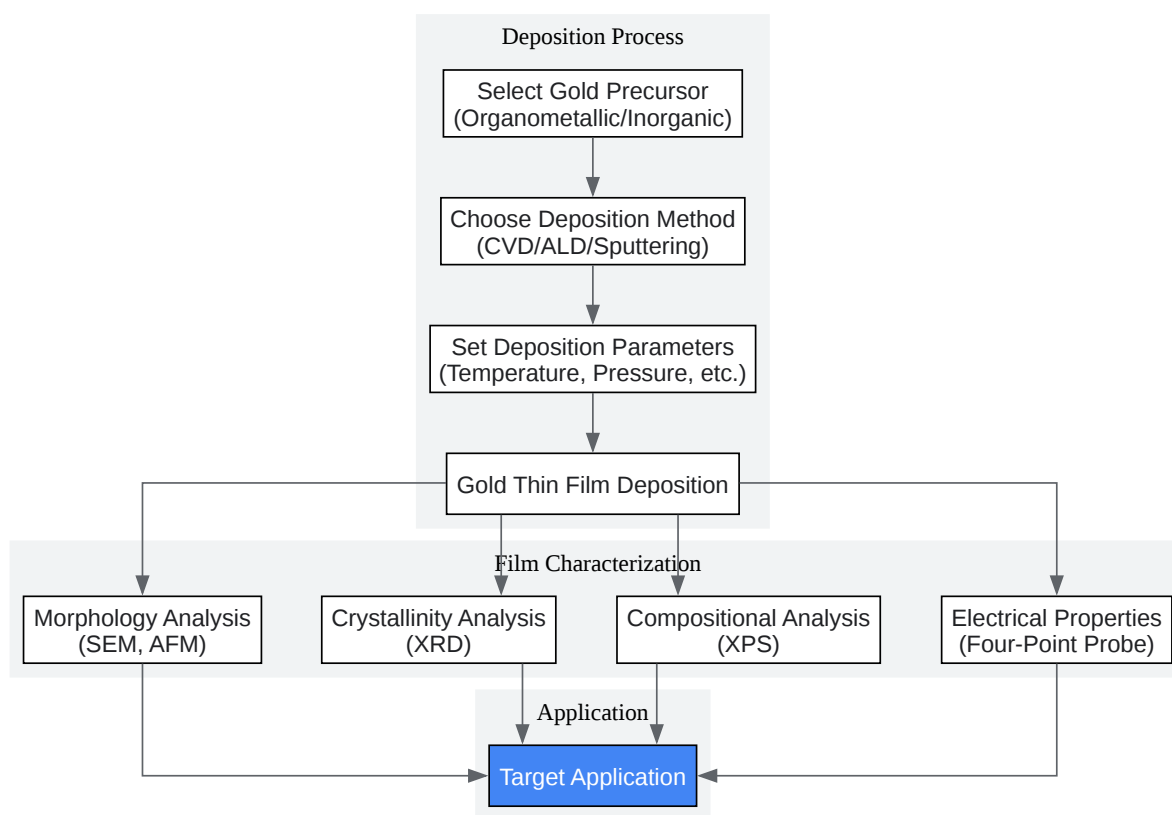 Deposition Process
Select Gold Precursor
(Organometallic/Inorganic)
Choose Deposition Method
(CVD/ALD/Sputtering)
Set Deposition Parameters
(Temperature, Pressure, etc.)
Gold Thin Film Deposition
Film Characterization
Morphology Analysis
(SEM, AFM)
Crystallinity Analysis
(XRD)
Compositional Analysis
(XPS)
Electrical Properties
(Four-Point Probe)
Application
Target Application